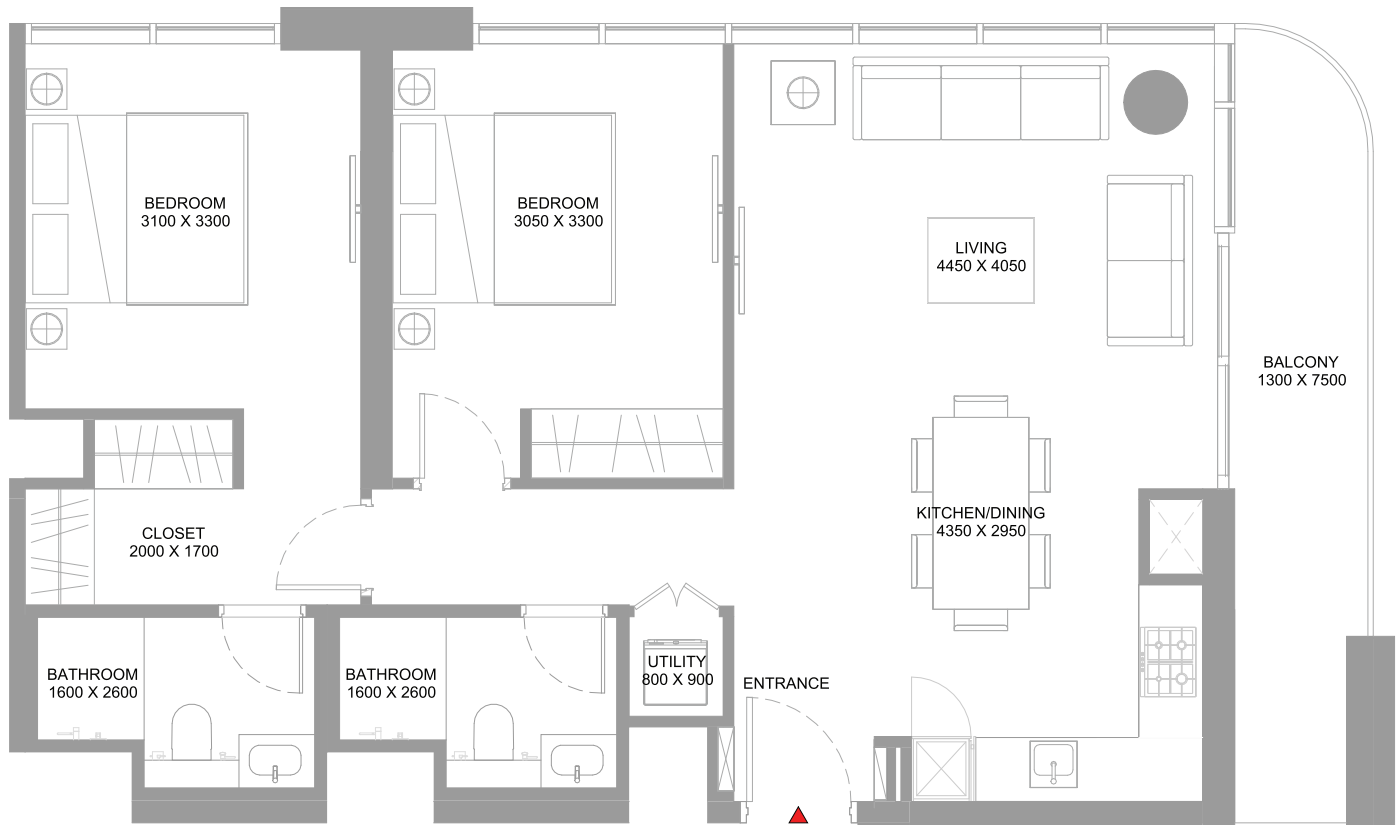 BEDROOM
3100 X 3300
BEDROOM
3050 X 3300
LIVING
4450 X 4050
BALCONY
1300 X 7500
KITCHEN/DINING
4350 X 2950
CLOSET
2000 X 1700
BATHROOM
1600 X 2600
BATHROOM
1600 X 2600
UTILITY
800 X 900
ENTRANCE